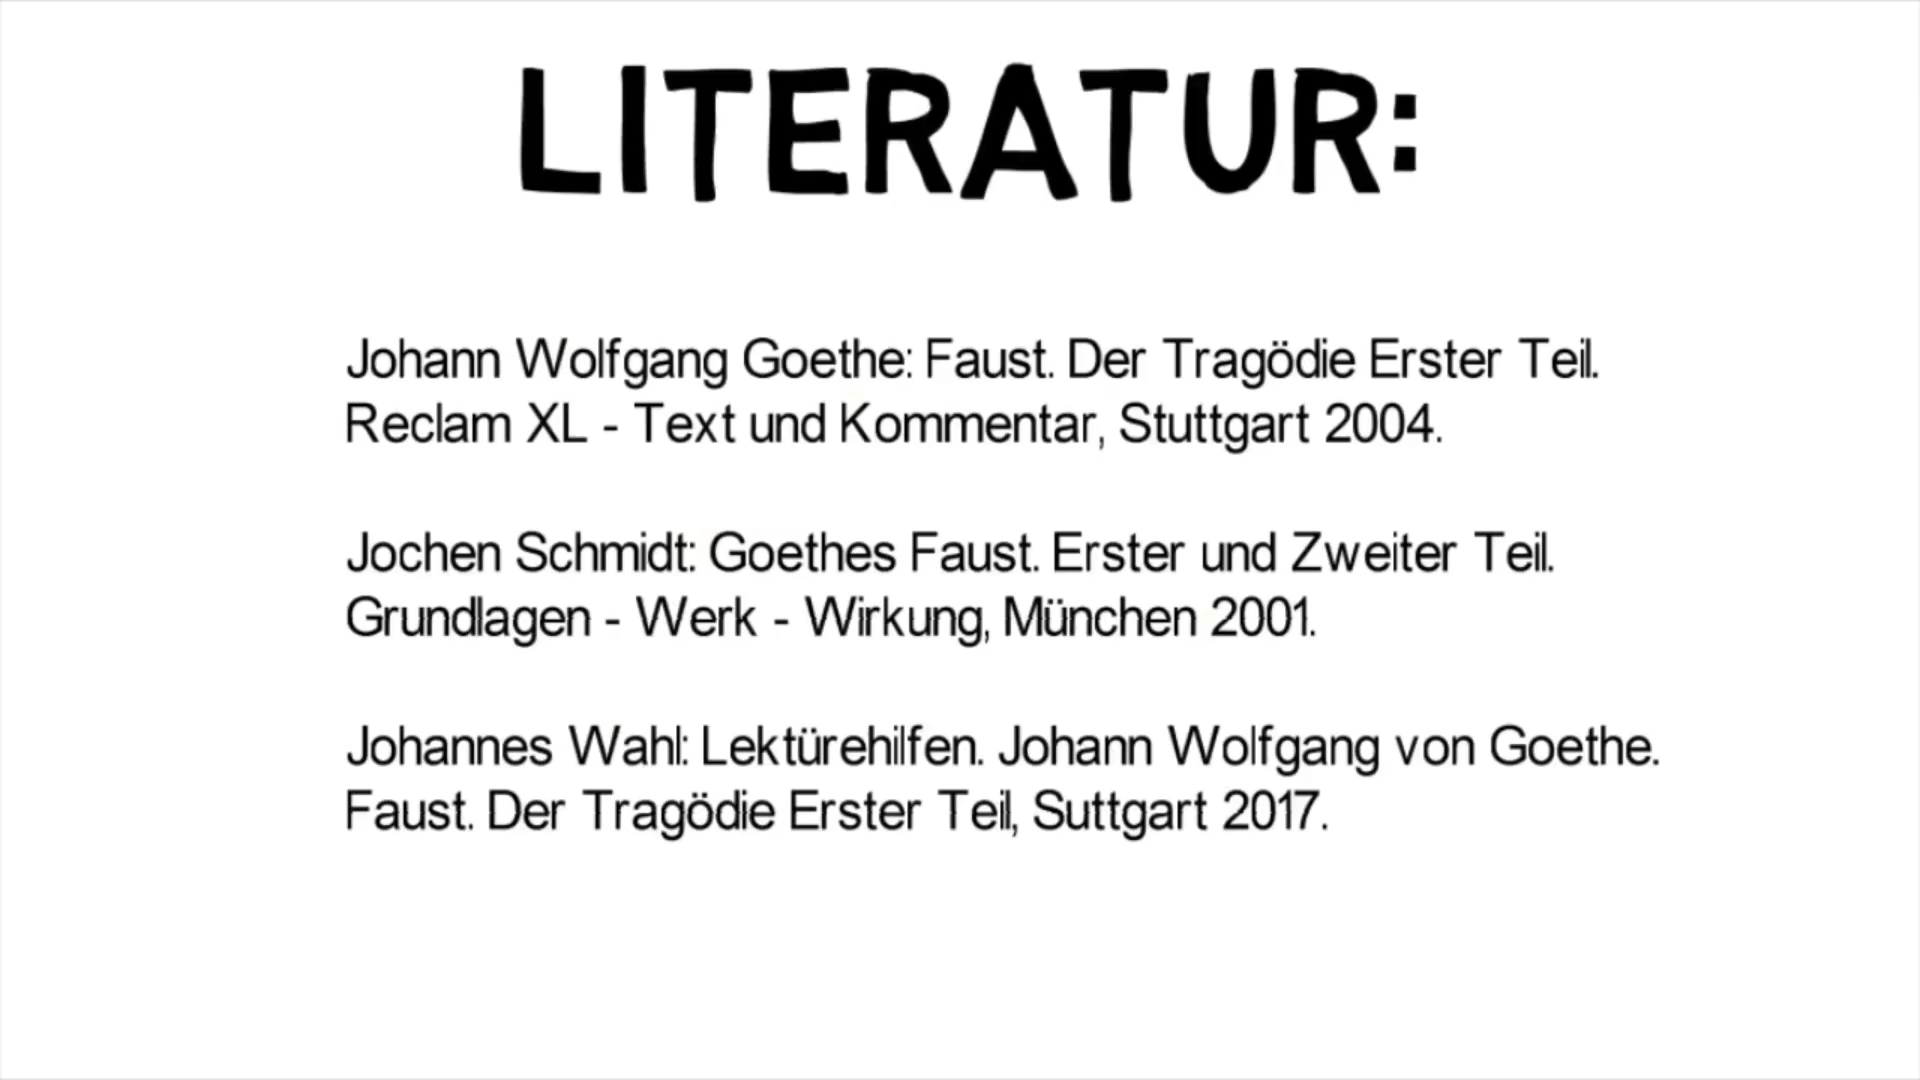 LITERATUR:
Johann Wolfgang Goethe: Faust. Der Tragödie Erster Teil.
Reclam XL - Text und Kommentar, Stuttgart 2004.
Jochen Schmidt: Goethes Faust. Erster und Zweiter Teil.
Grundlagen - Werk - Wirkung, München 2001.
Johannes Wahl: Lektürehilfen. Johann Wolfgang von Goethe.
Faust. Der Tragödie Erster Teil, Suttgart 2017.